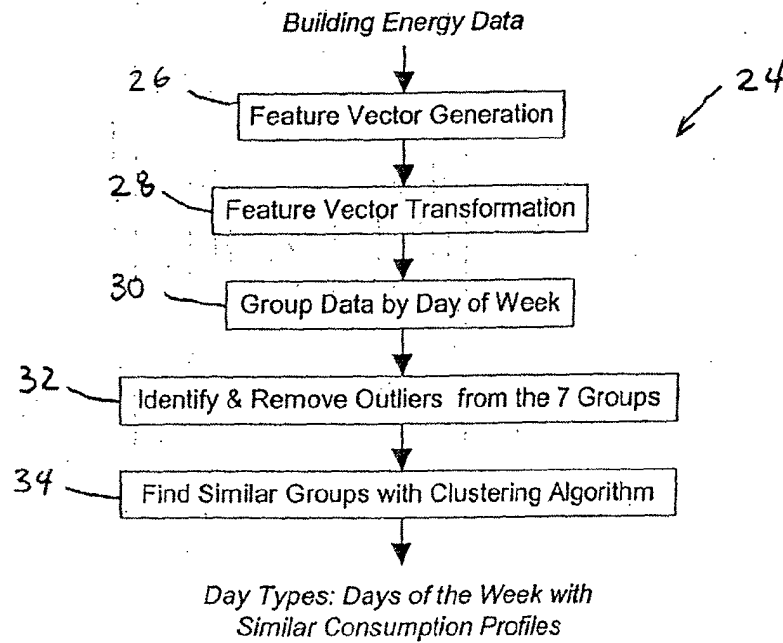 Building Energy Data
26
24
Feature Vector Generation
28
Feature Vector Transformation
30
Group Data by Day of Week
32
Identify & Remove Outliers from the 7 Groups
34
Find Similar Groups with Clustering Algorithm
Day Types: Days of the Week with
Similar Consumption Profiles